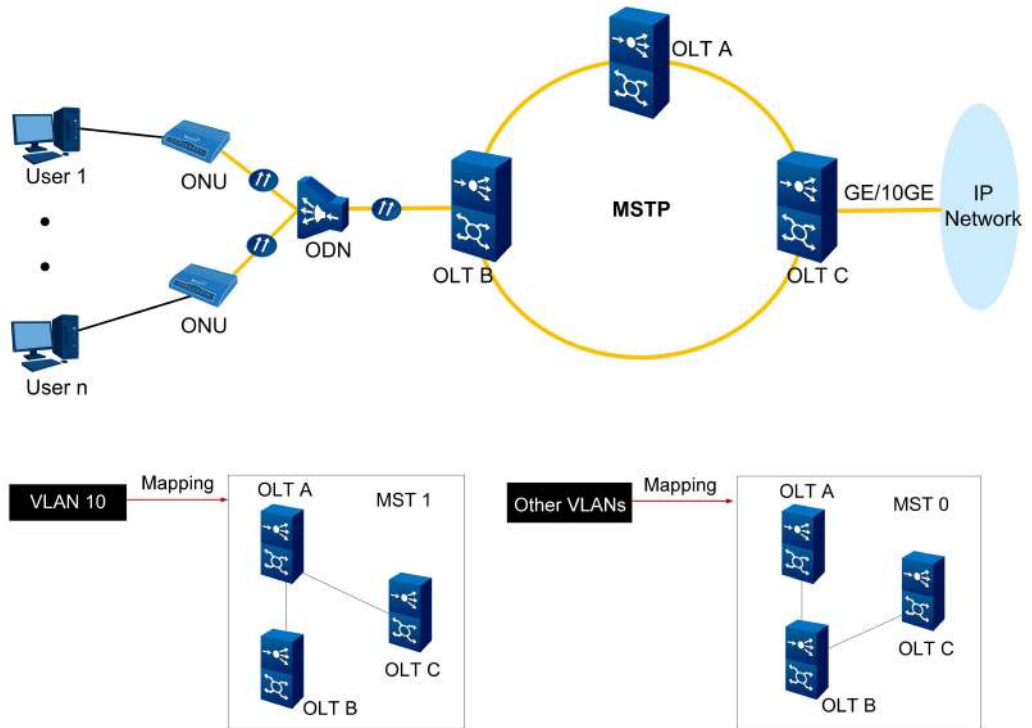 OLT A
User 1
ONU
ODN
OLT B
MSTP
OLT C
GE/10GE
IP
Network
ONU
User n
VLAN 10
Mapping
OLT A
MST 1
OLT C
OLT B
Other VLANs
Mapping
OLT A
MST 0
OLT C
OLT B